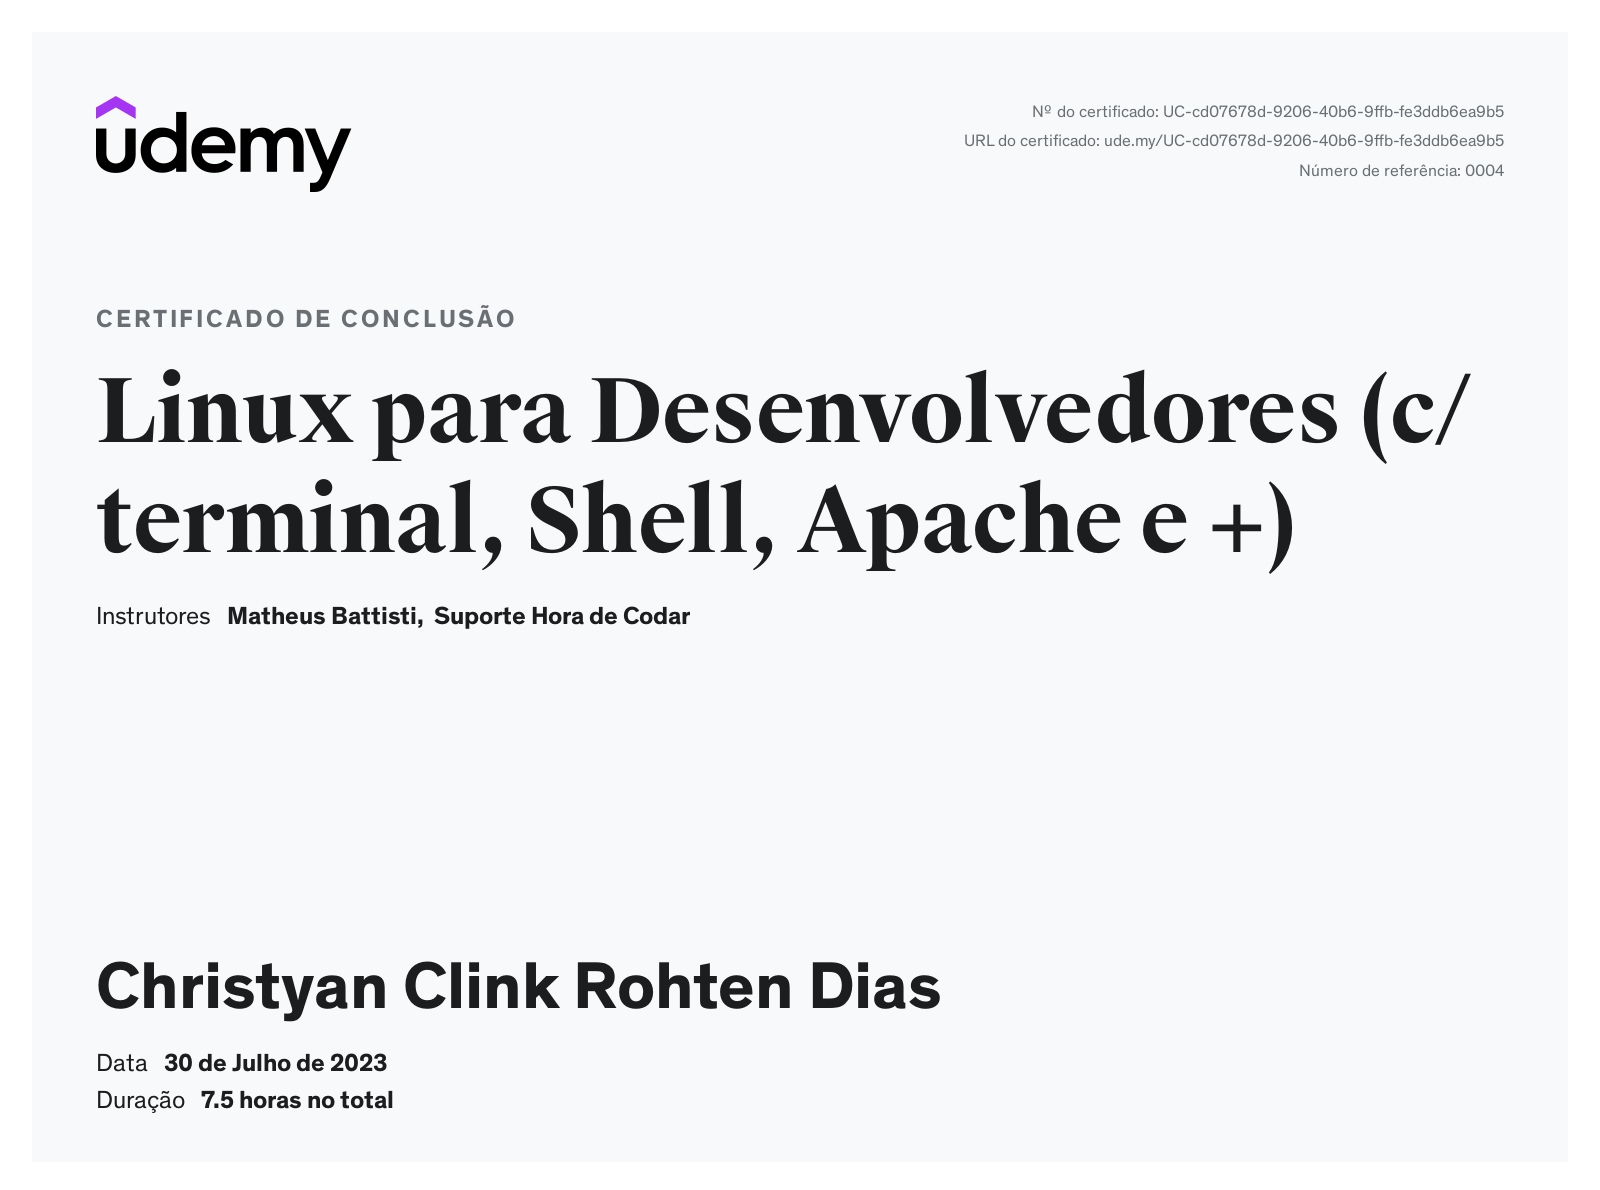 udemy
Nº do certificado: UC-cd07678d-9206-40b6-9ffb-fe3ddb6ea9b5
URL do certificado: ude.my/UC-cd07678d-9206-40b6-9ffb-fe3ddb6ea9b5
Número de referência: 0004
CERTIFICADO DE CONCLUSÃO
Linux para Desenvolvedores (c/
terminal, Shell, Apache e +)
Instrutores Matheus Battisti, Suporte Hora de Codar
Christyan Clink Rohten Dias
Data 30 de Julho de 2023
Duração 7.5 horas no total